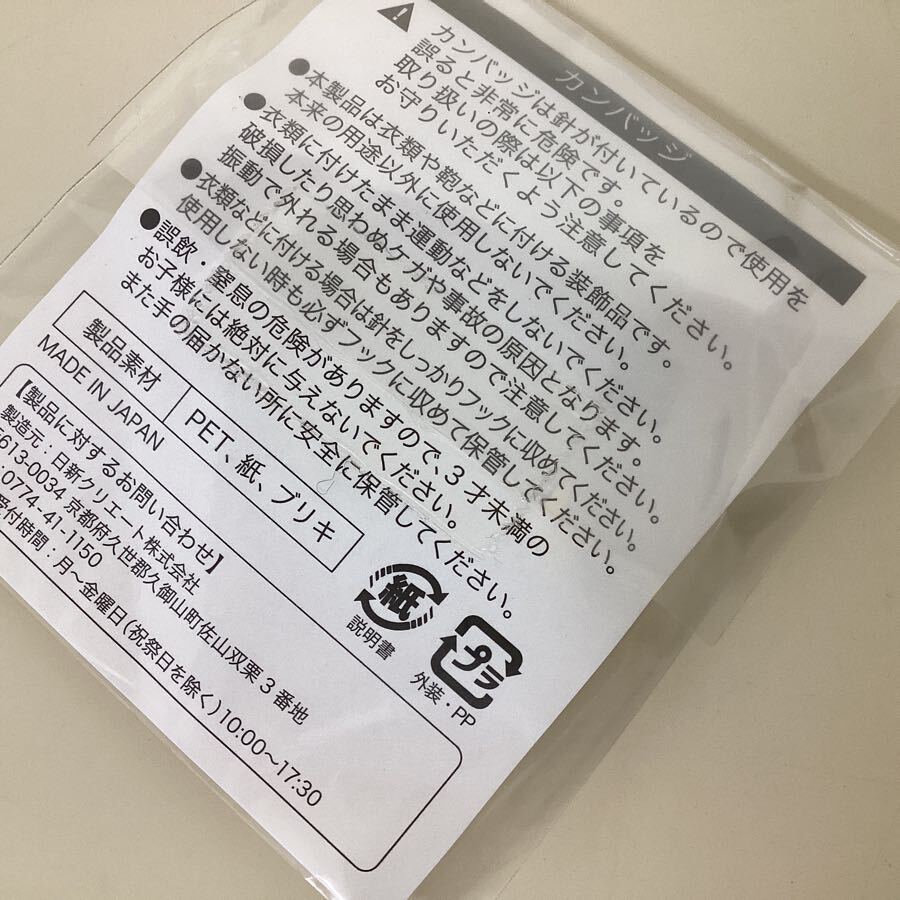 カンバッジ
カンバッジは針が付いているので使用を
誤ると非常に危険です。
取り扱いの際は以下の事項を
お守りいただくよう注意してください。
●本製品は衣類や鞄などに付ける装飾品です。
本来の用途以外に使用しないでください。
●衣類に付けたまま運動などをしないでください。
破損したり思わぬケガや事故の原因となります。
振動で外れる場合もありますので注意してください。
●衣類などに付ける場合は針をしっかりフックに収めてください。
使用しない時も必ずフックに収めて保管してください。
●誤飲・窒息の危険がありますので、3才未満の
お子様には絶対に与えないでください。
また手の届かない所に安全に保管してください。
製品素材 PET、紙、ブリキ
MADE IN JAPAN
【製品に対するお問い合わせ】
製造元:日新クリエート株式会社
613-0034 京都府久世郡久御山町佐山双栗3番地
0774-41-1150
受付時間:月〜金曜日(祝祭日を除く)10:00〜17:30
紙
説明書
プラ
外装・PP